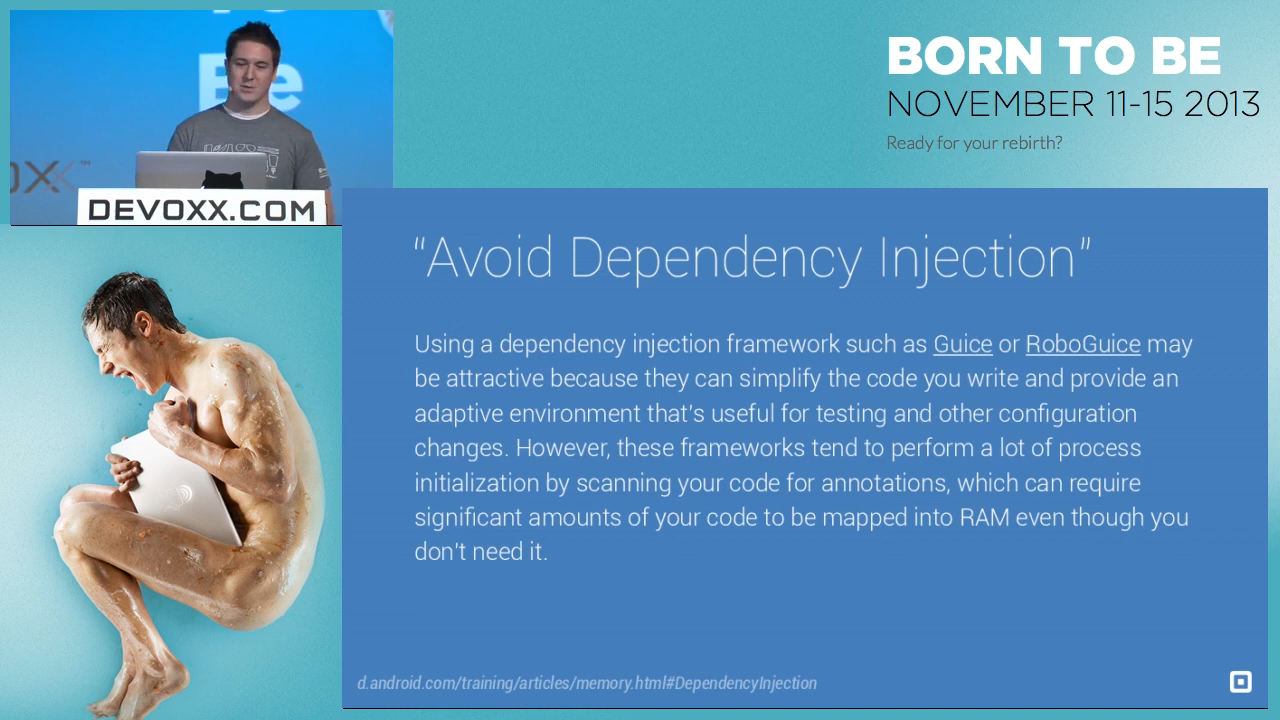 Be
OX
DEVOXX.COM
BORN TO BE
NOVEMBER 11-15 2013
Ready for your rebirth?
“Avoid Dependency Injection”
Using a dependency injection framework such as Guice or RoboGuice may
be attractive because they can simplify the code you write and provide an
adaptive environment that's useful for testing and other configuration
changes. However, these frameworks tend to perform a lot of process
initialization by scanning your code for annotations, which can require
significant amounts of your code to be mapped into RAM even though you
don't need it.
d.android.com/training/articles/memory.html#DependencyInjection